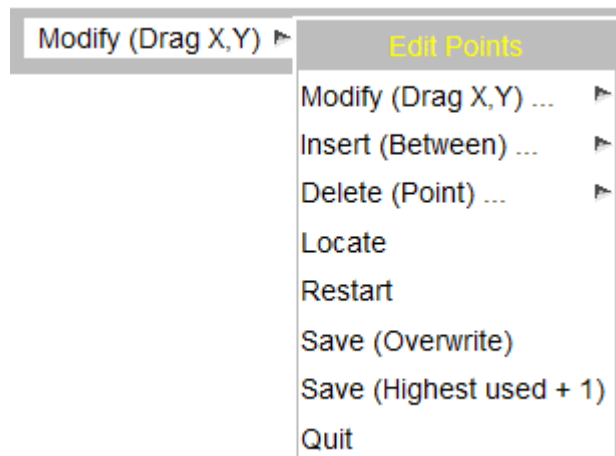 Modify (Drag X,Y)
Edit Points
Modify (Drag X,Y) ...
Insert (Between) ...
Delete (Point) ...
Locate
Restart
Save (Overwrite)
Save (Highest used + 1)
Quit